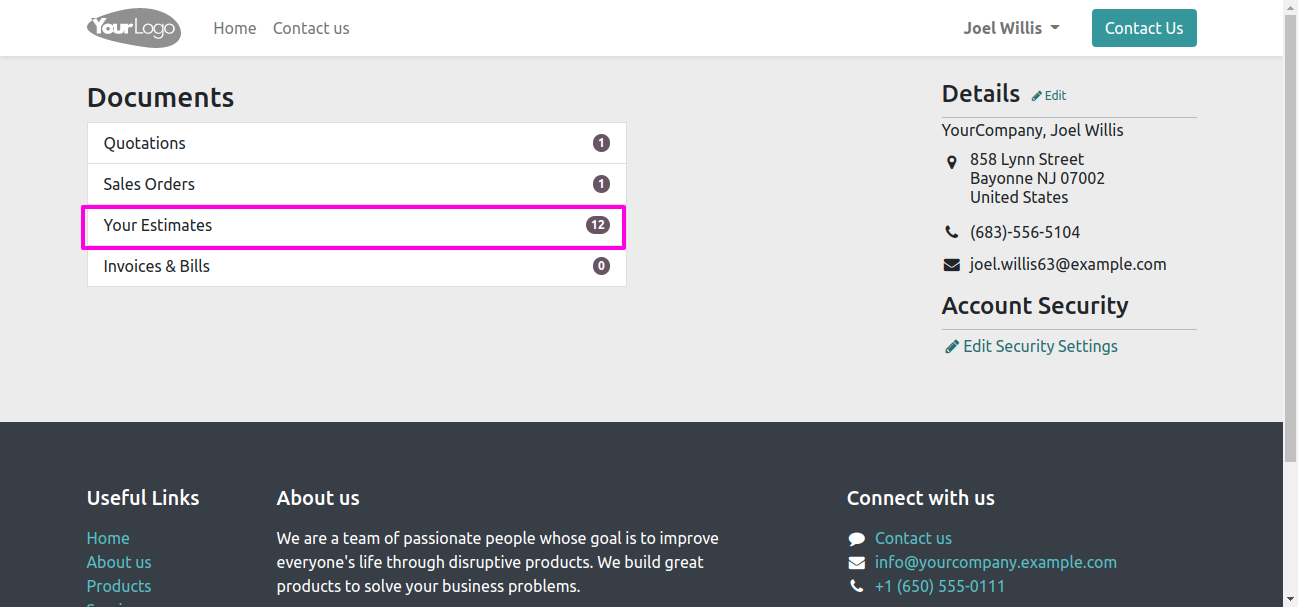 YourLogo Home Contact us Joel Willis Contact Us
Documents
Quotations 1
Sales Orders 1
Your Estimates 12
Invoices & Bills 0
Details Edit
YourCompany, Joel Willis
858 Lynn Street
Bayonne NJ 07002
United States
(683)-556-5104
joel.willis63@example.com
Account Security
Edit Security Settings
Useful Links
Home
About us
Products
About us
We are a team of passionate people whose goal is to improve
everyone's life through disruptive products. We build great
products to solve your business problems.
Connect with us
Contact us
info@yourcompany.example.com
+1 (650) 555-0111